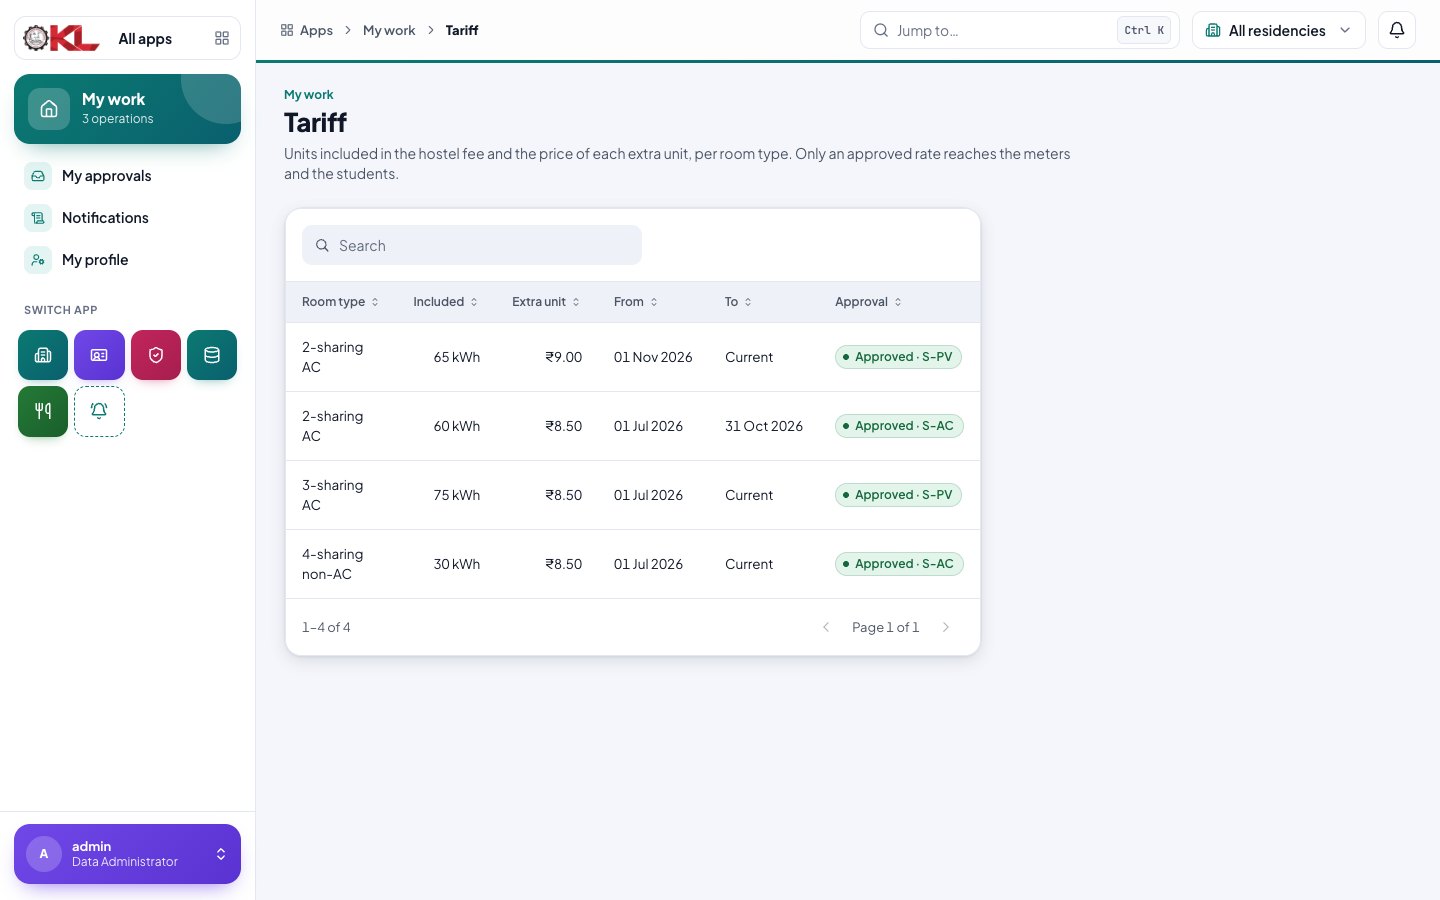 KL
All apps
My work
3 operations
My approvals
Notifications
My profile
SWITCH APP
A
admin
Data Administrator
Apps
My work
Tariff
Jump to...
Ctrl K
All residencies
My work
Tariff
Units included in the hostel fee and the price of each extra unit, per room type. Only an approved rate reaches the meters
and the students.
Search
Room type Included Extra unit From To Approval
2-sharing
AC
65 kWh ₹9.00 01 Nov 2026 Current Approved · S-PV
2-sharing
AC
60 kWh ₹8.50 01 Jul 2026 31 Oct 2026 Approved · S-AC
3-sharing
AC
75 kWh ₹8.50 01 Jul 2026 Current Approved · S-PV
4-sharing
non-AC
30 kWh ₹8.50 01 Jul 2026 Current Approved · S-AC
1–4 of 4
Page 1 of 1